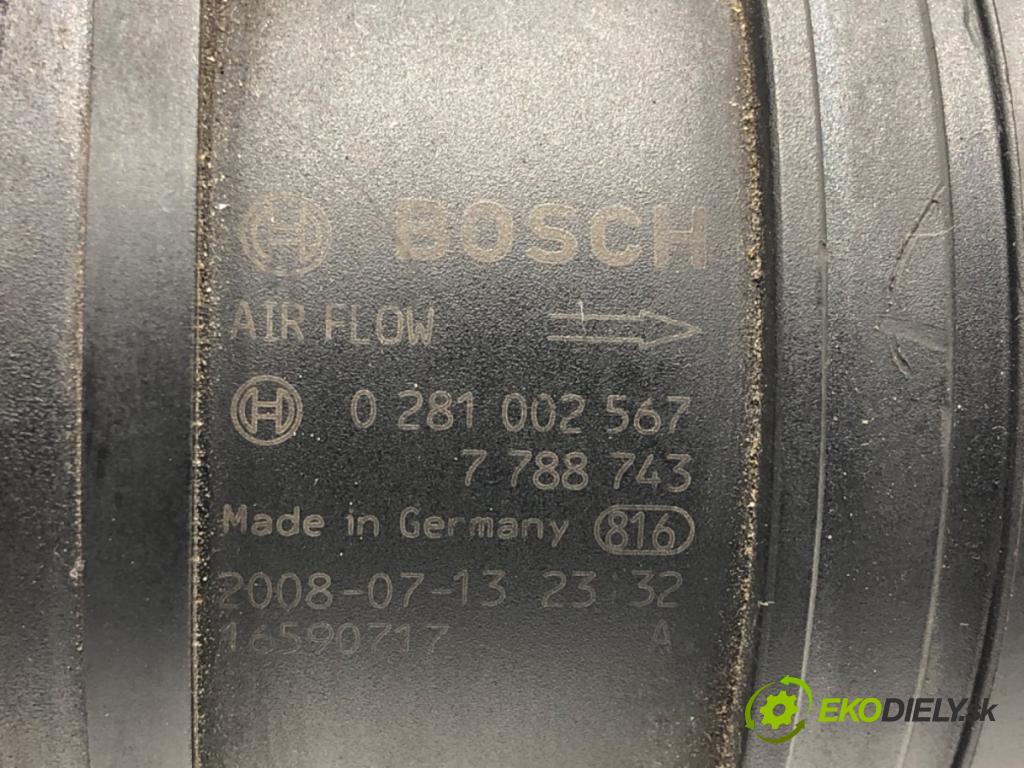 BOSCH
AIR FLOW
0 281 002 567
7 788 743
Made in Germany 816
2008-07-13 23:32
16590717 A
EKODIELY.sk